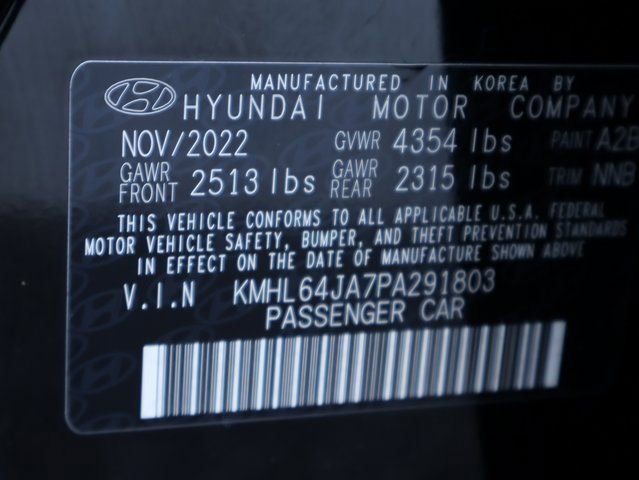 MANUFACTURED IN KOREA BY
HYUNDAI MOTOR COMPANY
NOV/2022 GVWR 4354 lbs PAINT A2B
GAWR FRONT 2513 lbs GAWR REAR 2315 lbs TRIM NNB
THIS VEHICLE CONFORMS TO ALL APPLICABLE U.S.A. FEDERAL
MOTOR VEHICLE SAFETY, BUMPER, AND THEFT PREVENTION STANDARDS
IN EFFECT ON THE DATE OF MANUFACTURE SHOWN ABOVE
V.I.N KMHL64JA7PA291803
PASSENGER CAR